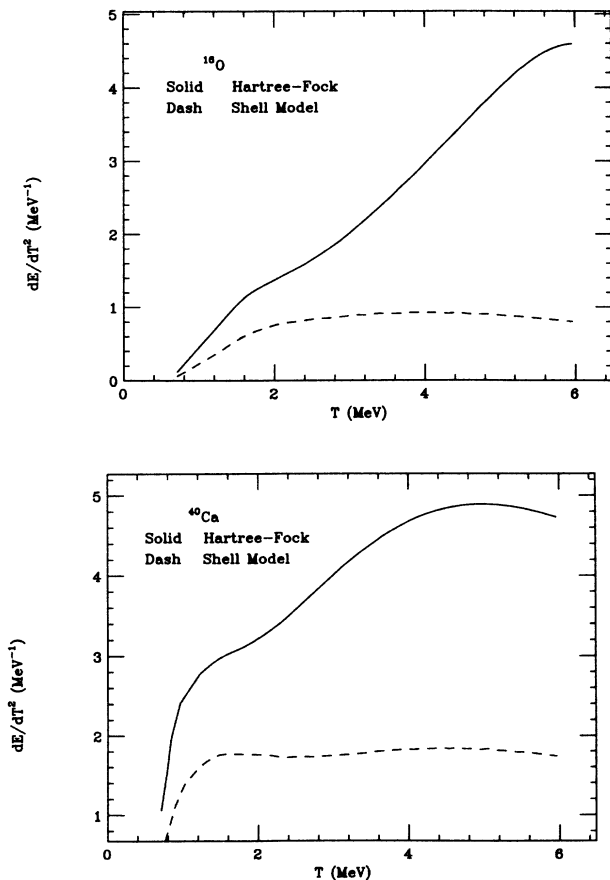 5
4
3
2
1
0
¹⁶O
Solid Hartree-Fock
Dash Shell Model
dE/dT² (MeV⁻¹)
0 2 4 6
T (MeV)
5
4
3
2
1
⁴⁰Ca
Solid Hartree-Fock
Dash Shell Model
dE/dT² (MeV⁻¹)
0 2 4 6
T (MeV)